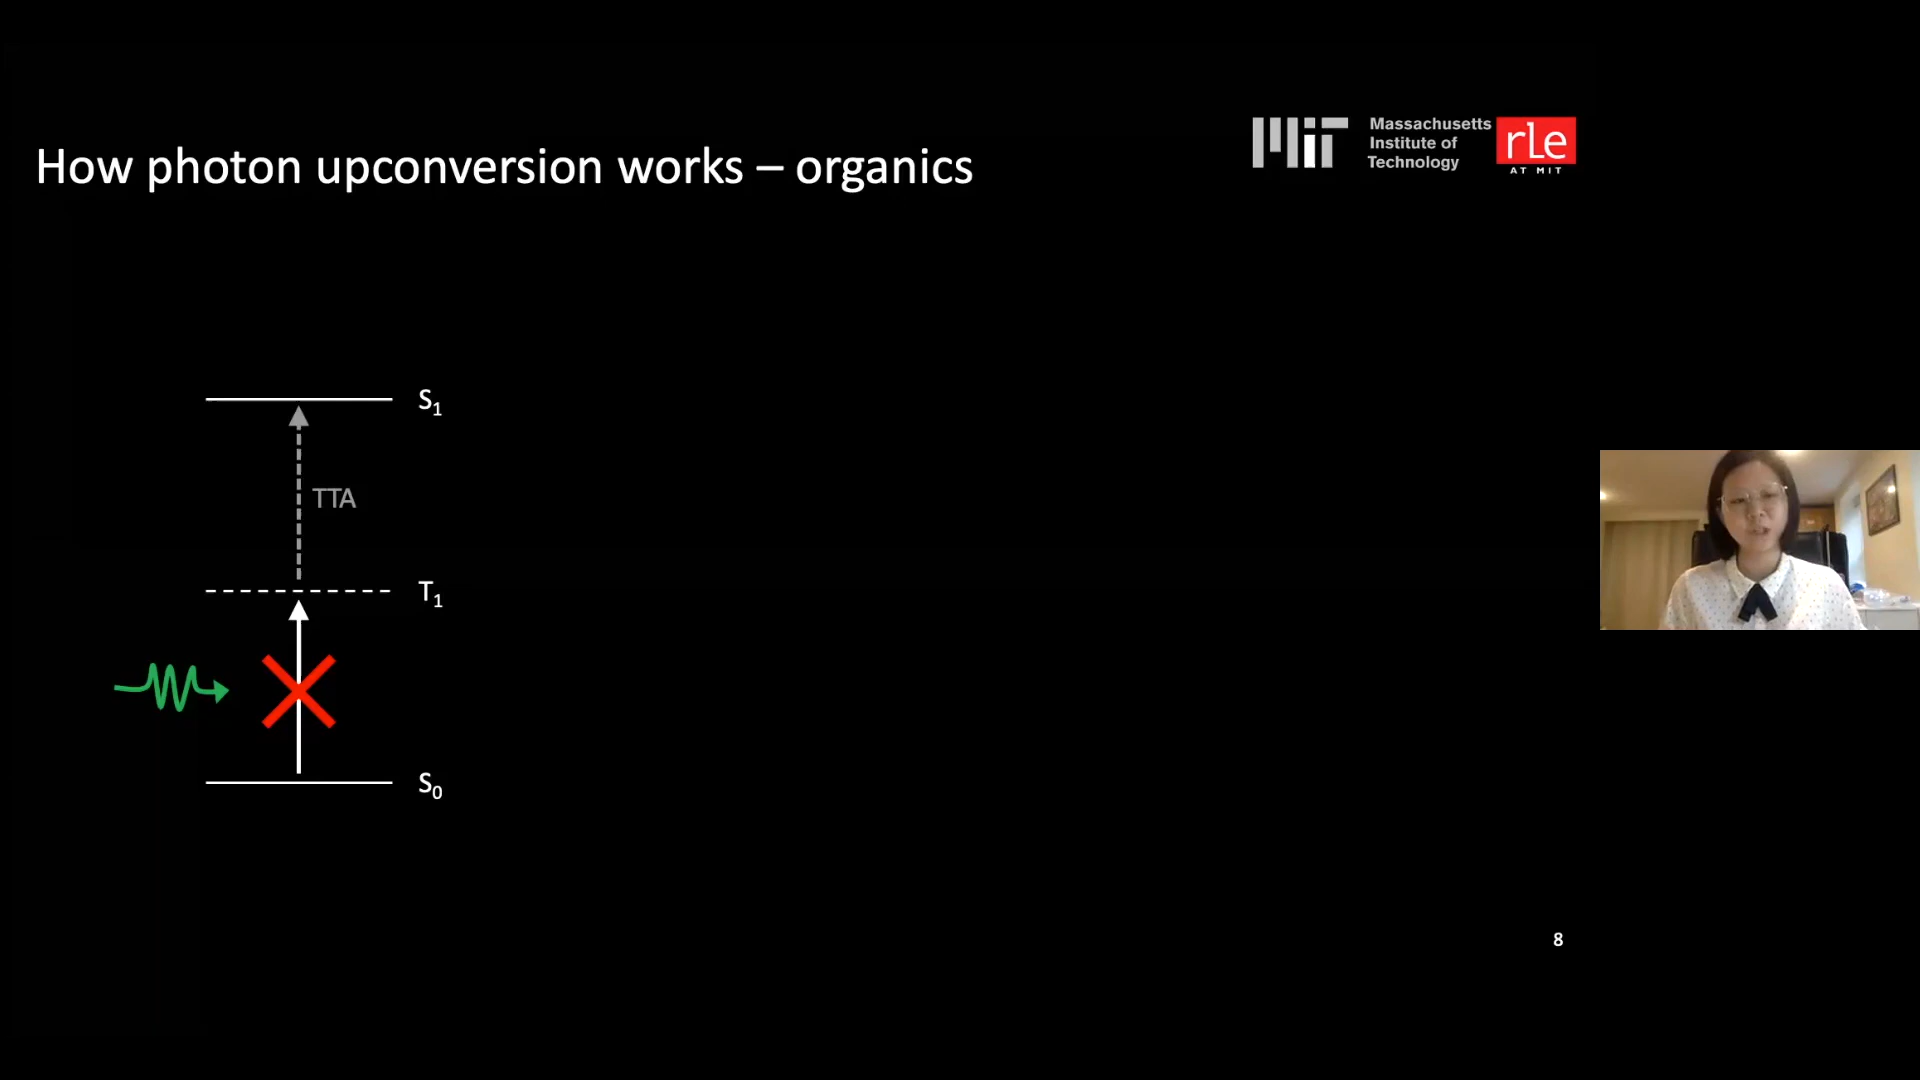 Massachusetts
Institute of
Technology
rLe
AT MIT
How photon upconversion works – organics
S1
TTA
T1
S0
8